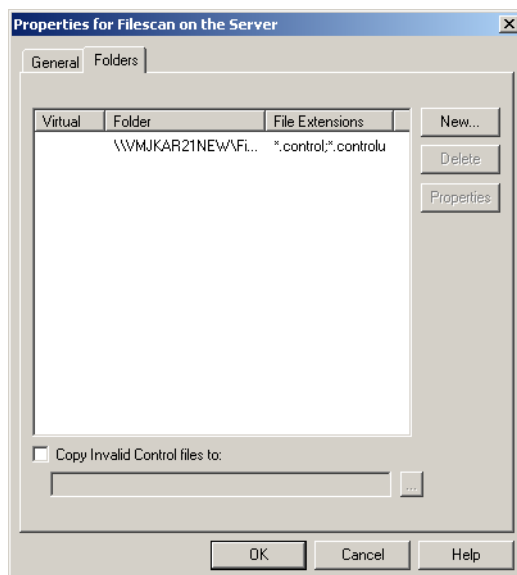 Properties for Filescan on the Server
General Folders
Virtual Folder File Extensions
\\VMJKAR21NEW\Fi... *.control;*.controlu
New...
Delete
Properties
Copy Invalid Control files to:
...
OK Cancel Help